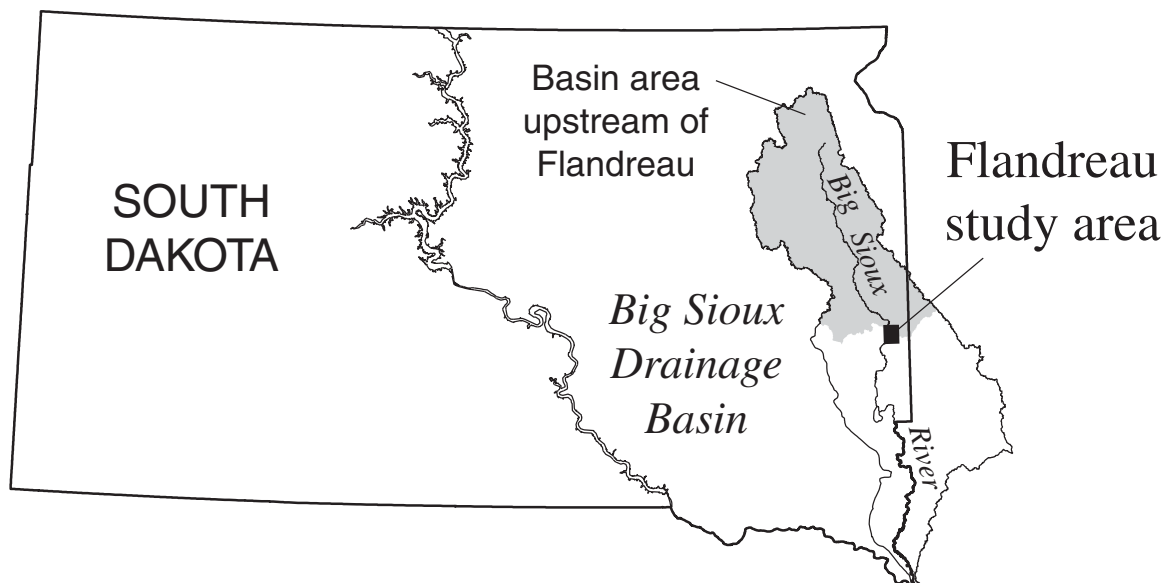 Basin area
upstream of
Flandreau
Flandreau
study area
SOUTH
DAKOTA
Big Sioux
Big Sioux
Drainage
Basin
River